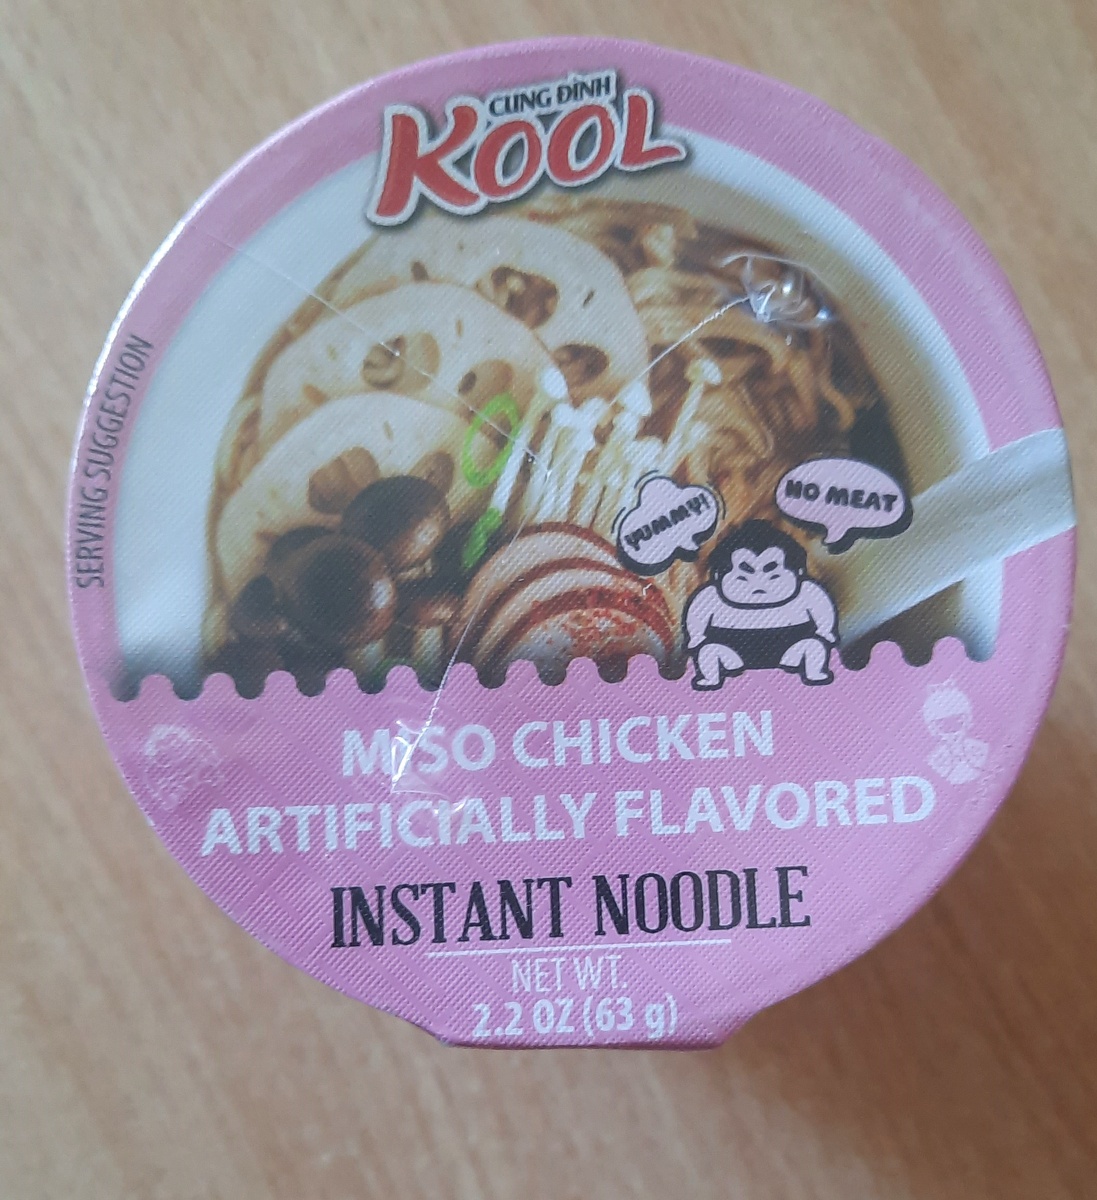 CUNG ĐÌNH
KOOL
SERVING SUGGESTION
YUMMY!
NO MEAT
MISO CHICKEN
ARTIFICIALLY FLAVORED
INSTANT NOODLE
NET WT.
2.2 OZ (63 g)